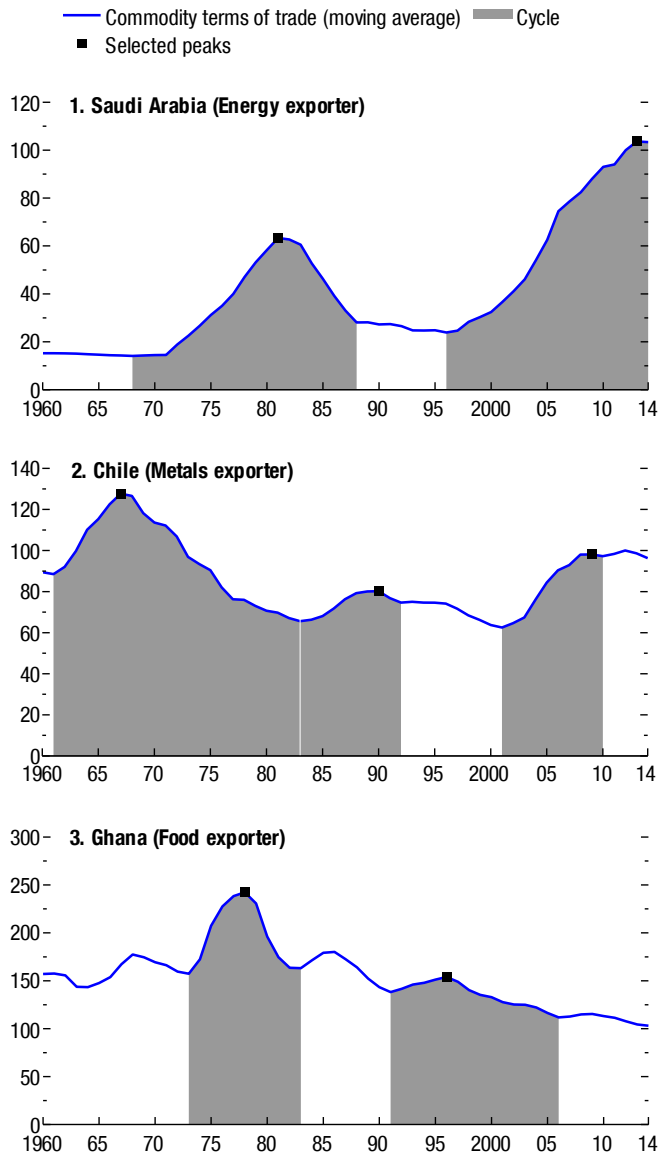 Commodity terms of trade (moving average) Cycle
Selected peaks
1. Saudi Arabia (Energy exporter)
120
100
80
60
40
20
0
1960 65 70 75 80 85 90 95 2000 05 10 14
2. Chile (Metals exporter)
140
120
100
80
60
40
20
0
1960 65 70 75 80 85 90 95 2000 05 10 14
3. Ghana (Food exporter)
300
250
200
150
100
50
0
1960 65 70 75 80 85 90 95 2000 05 10 14